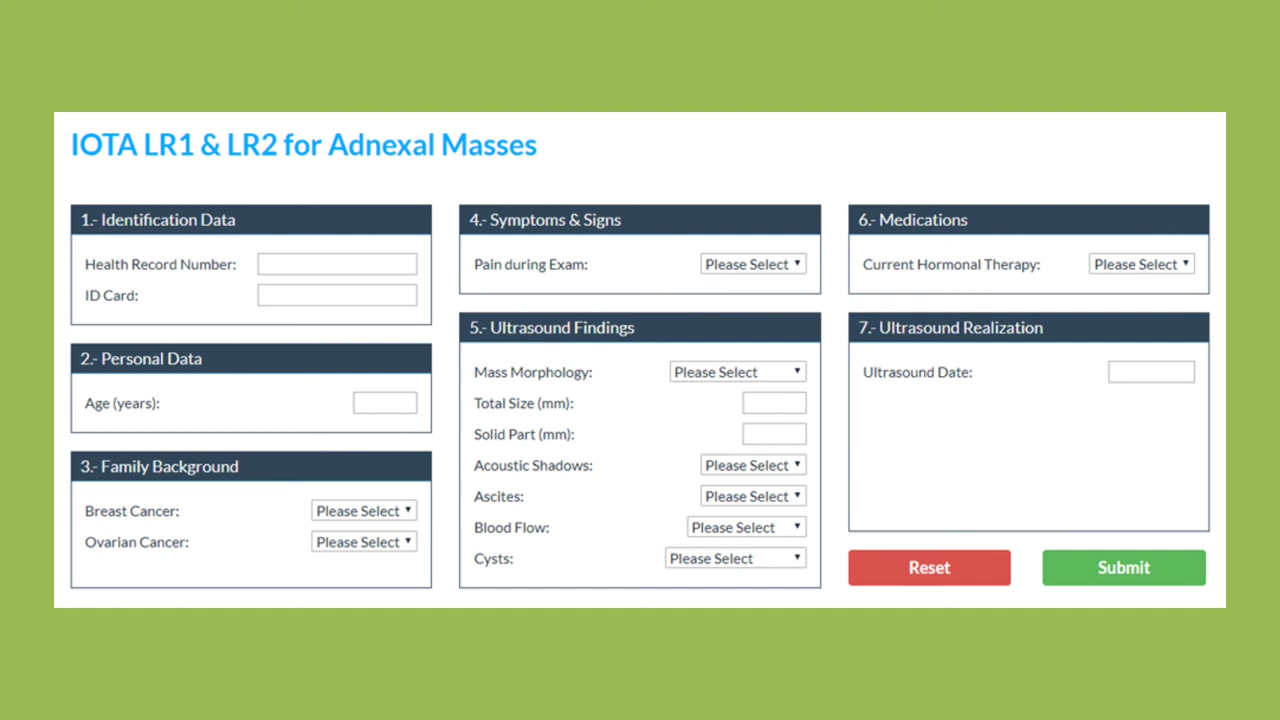 IOTA LR1 & LR2 for Adnexal Masses
1.- Identification Data
Health Record Number:
ID Card:
2.- Personal Data
Age (years):
3.- Family Background
Breast Cancer: Please Select
Ovarian Cancer: Please Select
4.- Symptoms & Signs
Pain during Exam: Please Select
5.- Ultrasound Findings
Mass Morphology: Please Select
Total Size (mm):
Solid Part (mm):
Acoustic Shadows: Please Select
Ascites: Please Select
Blood Flow: Please Select
Cysts: Please Select
6.- Medications
Current Hormonal Therapy: Please Select
7.- Ultrasound Realization
Ultrasound Date:
Reset Submit